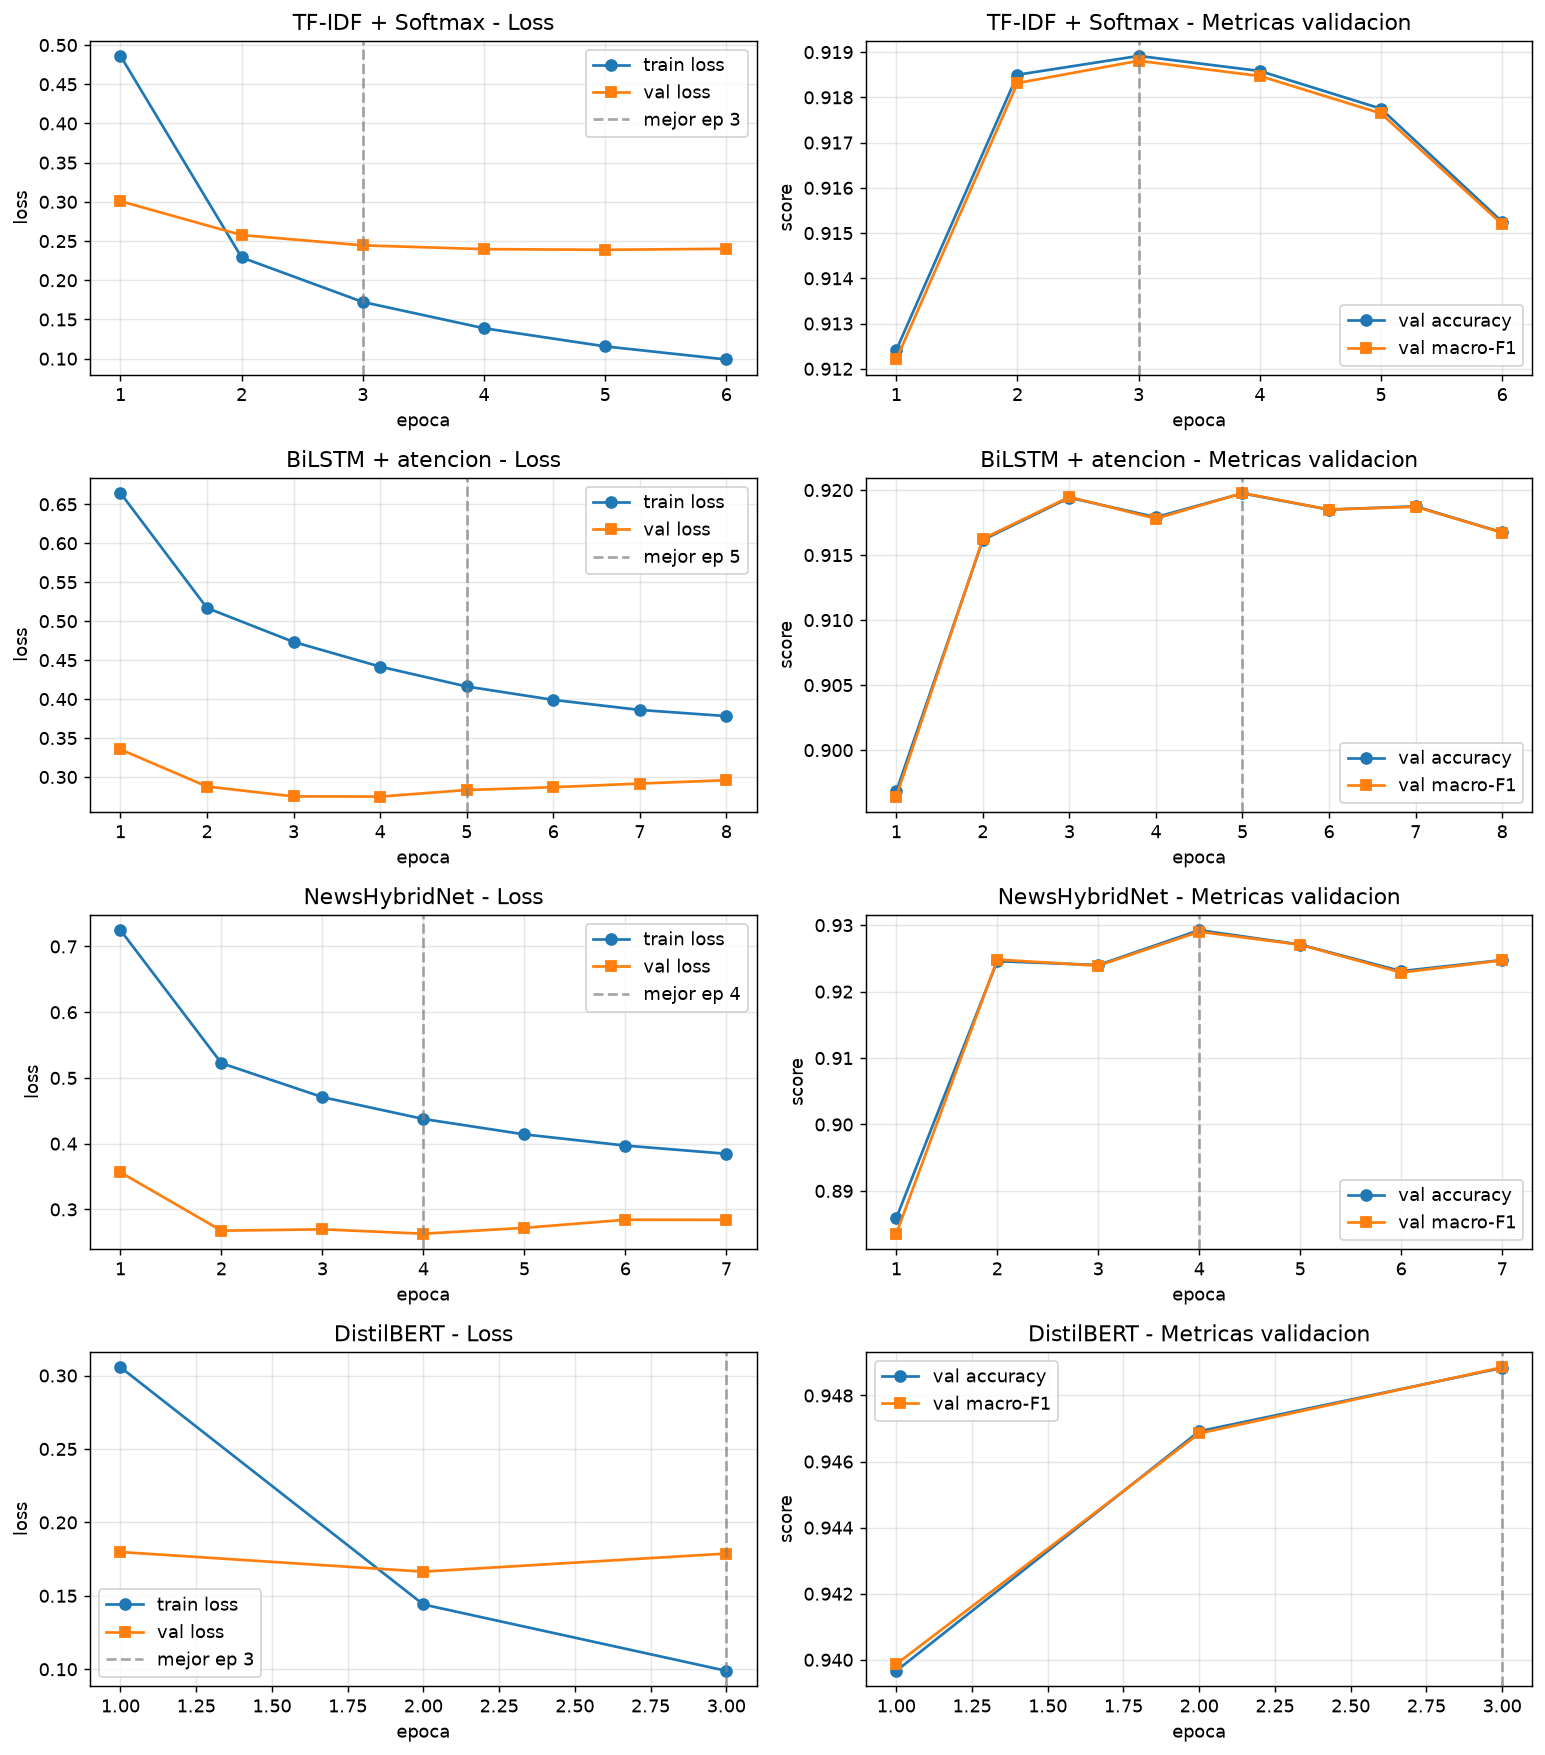 TF-IDF + Softmax - Loss
0.50
0.45
0.40
0.35
0.30
0.25
0.20
0.15
0.10
loss
train loss
val loss
mejor ep 3
1 2 3 4 5 6
epoca
TF-IDF + Softmax - Metricas validacion
0.919
0.918
0.917
0.916
0.915
0.914
0.913
0.912
score
val accuracy
val macro-F1
1 2 3 4 5 6
epoca
BiLSTM + atencion - Loss
0.65
0.60
0.55
0.50
0.45
0.40
0.35
0.30
loss
train loss
val loss
mejor ep 5
1 2 3 4 5 6 7 8
epoca
BiLSTM + atencion - Metricas validacion
0.920
0.915
0.910
0.905
0.900
score
val accuracy
val macro-F1
1 2 3 4 5 6 7 8
epoca
NewsHybridNet - Loss
0.7
0.6
0.5
0.4
0.3
loss
train loss
val loss
mejor ep 4
1 2 3 4 5 6 7
epoca
NewsHybridNet - Metricas validacion
0.93
0.92
0.91
0.90
0.89
score
val accuracy
val macro-F1
1 2 3 4 5 6 7
epoca
DistilBERT - Loss
0.30
0.25
0.20
0.15
0.10
loss
train loss
val loss
mejor ep 3
1.00 1.25 1.50 1.75 2.00 2.25 2.50 2.75 3.00
epoca
DistilBERT - Metricas validacion
val accuracy
val macro-F1
0.948
0.946
0.944
0.942
0.940
score
1.00 1.25 1.50 1.75 2.00 2.25 2.50 2.75 3.00
epoca